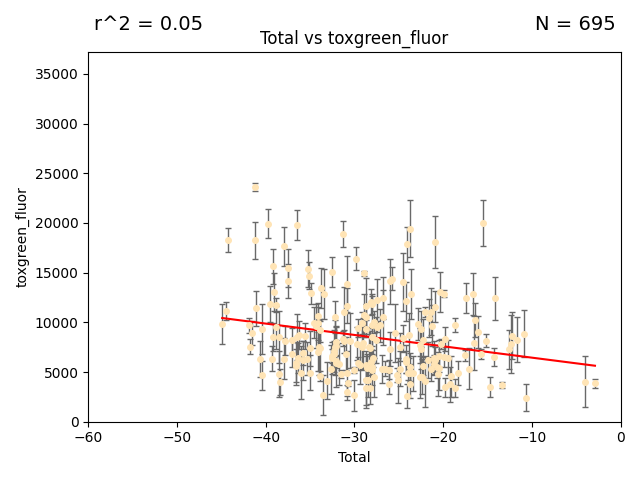 r^2 = 0.05 N = 695
Total vs toxgreen_fluor
toxgreen_fluor
35000
30000
25000
20000
15000
10000
5000
0
−60 −50 −40 −30 −20 −10 0
Total